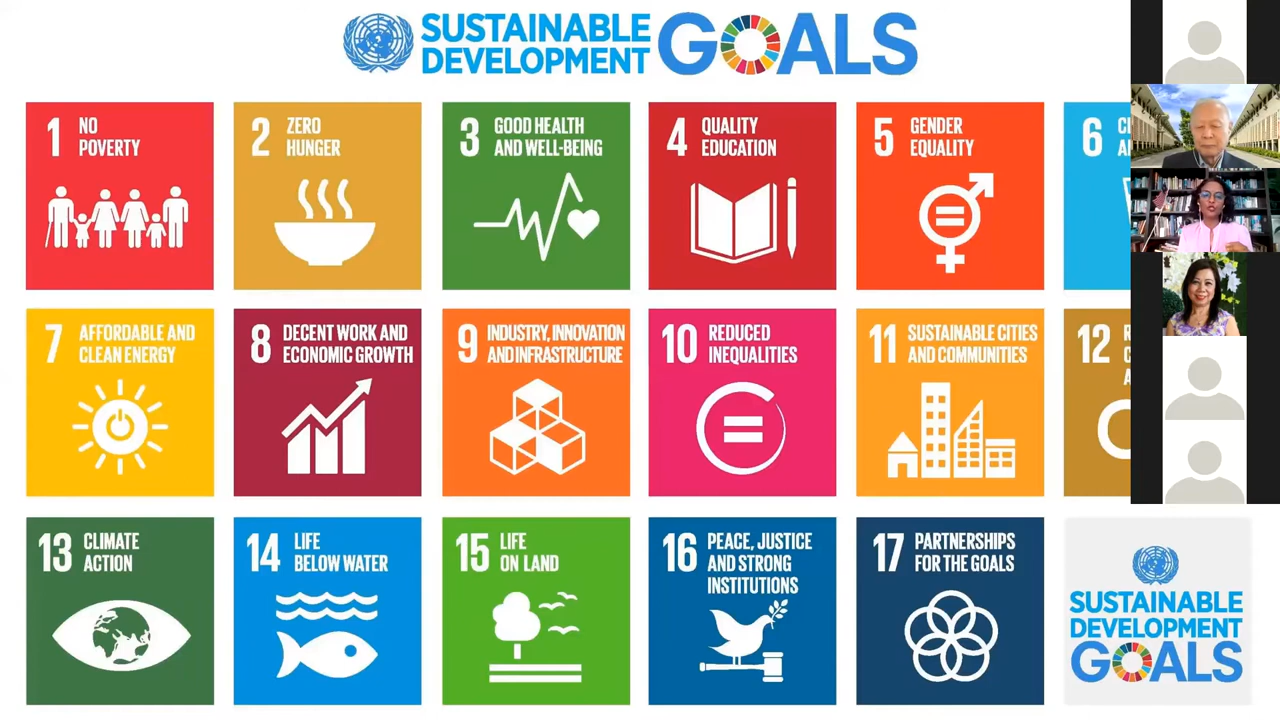 SUSTAINABLE
DEVELOPMENT
GOALS
1 NO
POVERTY
2 ZERO
HUNGER
3 GOOD HEALTH
AND WELL-BEING
4 QUALITY
EDUCATION
5 GENDER
EQUALITY
6
7 AFFORDABLE AND
CLEAN ENERGY
8 DECENT WORK AND
ECONOMIC GROWTH
9 INDUSTRY, INNOVATION
AND INFRASTRUCTURE
10 REDUCED
INEQUALITIES
11 SUSTAINABLE CITIES
AND COMMUNITIES
12
13 CLIMATE
ACTION
14 LIFE
BELOW WATER
15 LIFE
ON LAND
16 PEACE, JUSTICE
AND STRONG
INSTITUTIONS
17 PARTNERSHIPS
FOR THE GOALS
SUSTAINABLE
DEVELOPMENT
GOALS